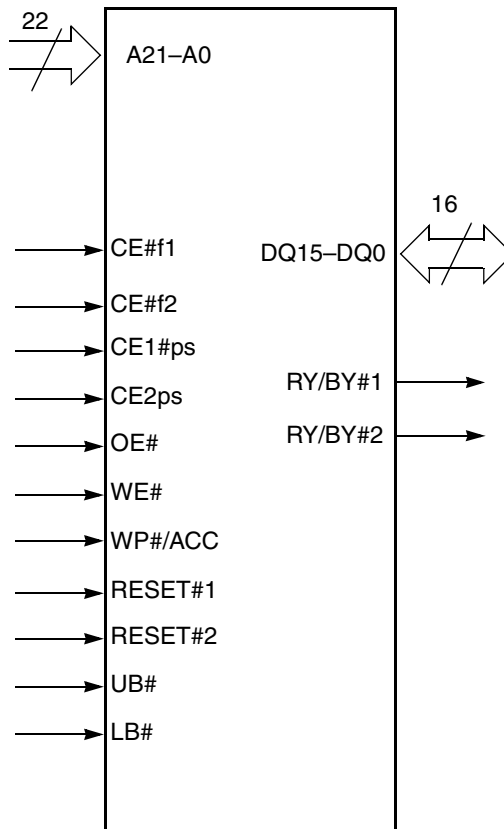 22
A21–A0
16
CE#f1
DQ15–DQ0
CE#f2
CE1#ps
RY/BY#1
CE2ps
RY/BY#2
OE#
WE#
WP#/ACC
RESET#1
RESET#2
UB#
LB#